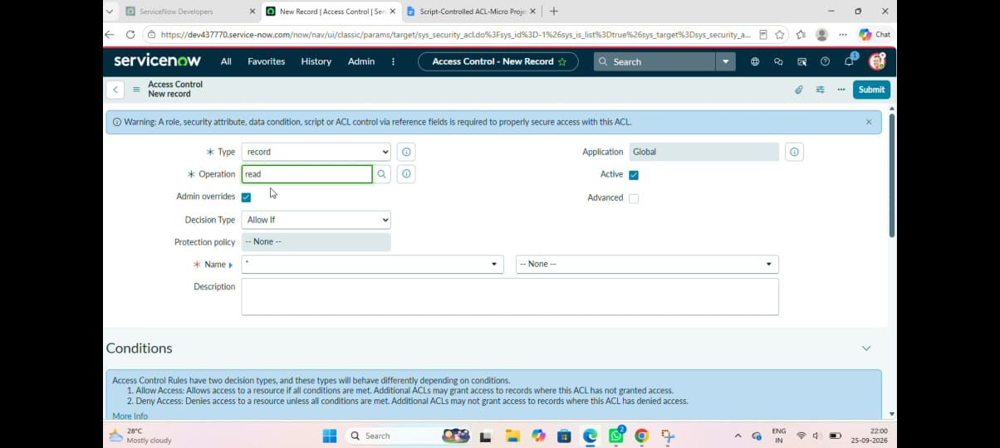 ServiceNow Developers
New Record | Access Control | Ser
Script-Controlled ACL-Micro Proje
https://dev437770.service-now.com/now/nav/ui/classic/params/target/sys_security_acl.do%3Fsys_id%3D-1%26sys_is_list%3Dtrue%26sys_target%3Dsys_security_a...
Chat
servicenow
All
Favorites
History
Admin
Access Control - New Record
Search
1
Access Control
New record
Submit
Warning: A role, security attribute, data condition, script or ACL control via reference fields is required to properly secure access with this ACL.
* Type
record
Application
Global
* Operation
read
Active
Admin overrides
Advanced
Decision Type
Allow If
Protection policy
-- None --
* Name
*
-- None --
Description
Conditions
Access Control Rules have two decision types, and these types will behave differently depending on conditions.
1. Allow Access: Allows access to a resource if all conditions are met. Additional ACLs may grant access to records where this ACL has not granted access.
2. Deny Access: Denies access to a resource unless all conditions are met. Additional ACLs may not grant access to records where this ACL has denied access.
More Info
28°C
Mostly cloudy
Search
2
ENG
IN
22:00
25-09-2026